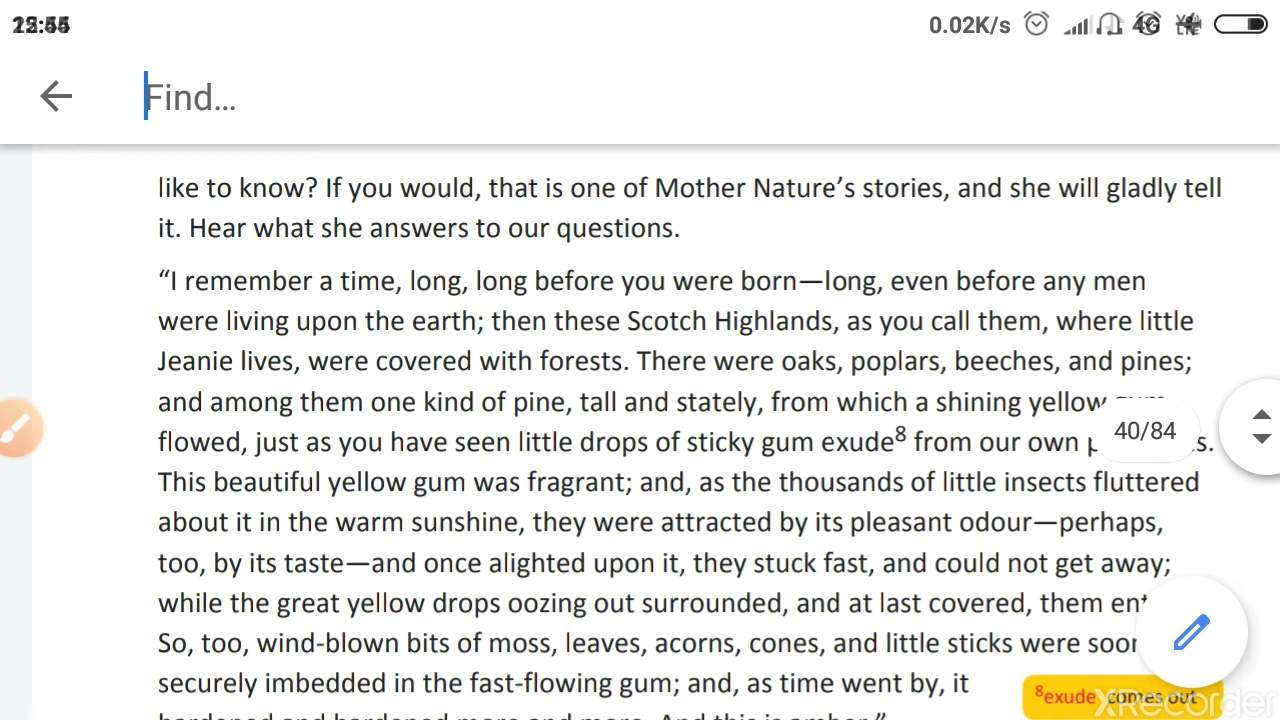 0.02K/s
Find...
like to know? If you would, that is one of Mother Nature’s stories, and she will gladly tell
it. Hear what she answers to our questions.
“I remember a time, long, long before you were born—long, even before any men
were living upon the earth; then these Scotch Highlands, as you call them, where little
Jeanie lives, were covered with forests. There were oaks, poplars, beeches, and pines;
and among them one kind of pine, tall and stately, from which a shining yellow
flowed, just as you have seen little drops of sticky gum exude⁸ from our own
40/84
This beautiful yellow gum was fragrant; and, as the thousands of little insects fluttered
about it in the warm sunshine, they were attracted by its pleasant odour—perhaps,
too, by its taste—and once alighted upon it, they stuck fast, and could not get away;
while the great yellow drops oozing out surrounded, and at last covered, them
So, too, wind-blown bits of moss, leaves, acorns, cones, and little sticks were
securely imbedded in the fast-flowing gum; and, as time went by, it
⁸exude comes out
XRecorder
hardened and hardened more and more. And this is amber.”